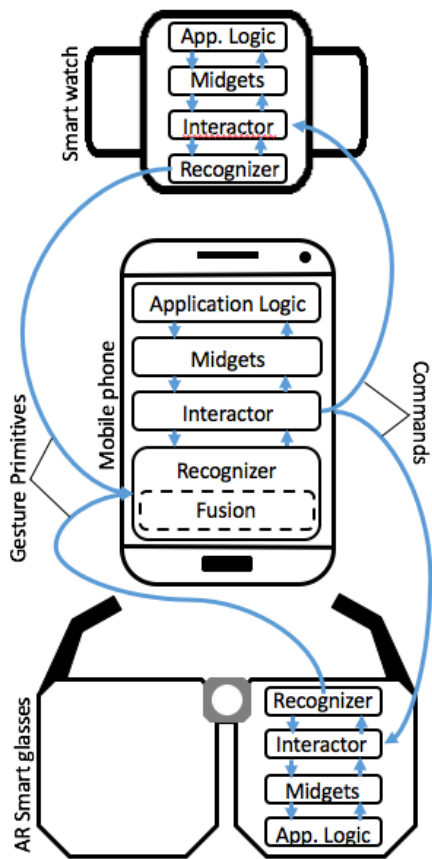 Smart watch
App. Logic
Midgets
Interactor
Recognizer
Mobile phone
Application Logic
Midgets
Interactor
Recognizer
Fusion
Gesture Primitives
Commands
AR Smart glasses
Recognizer
Interactor
Midgets
App. Logic